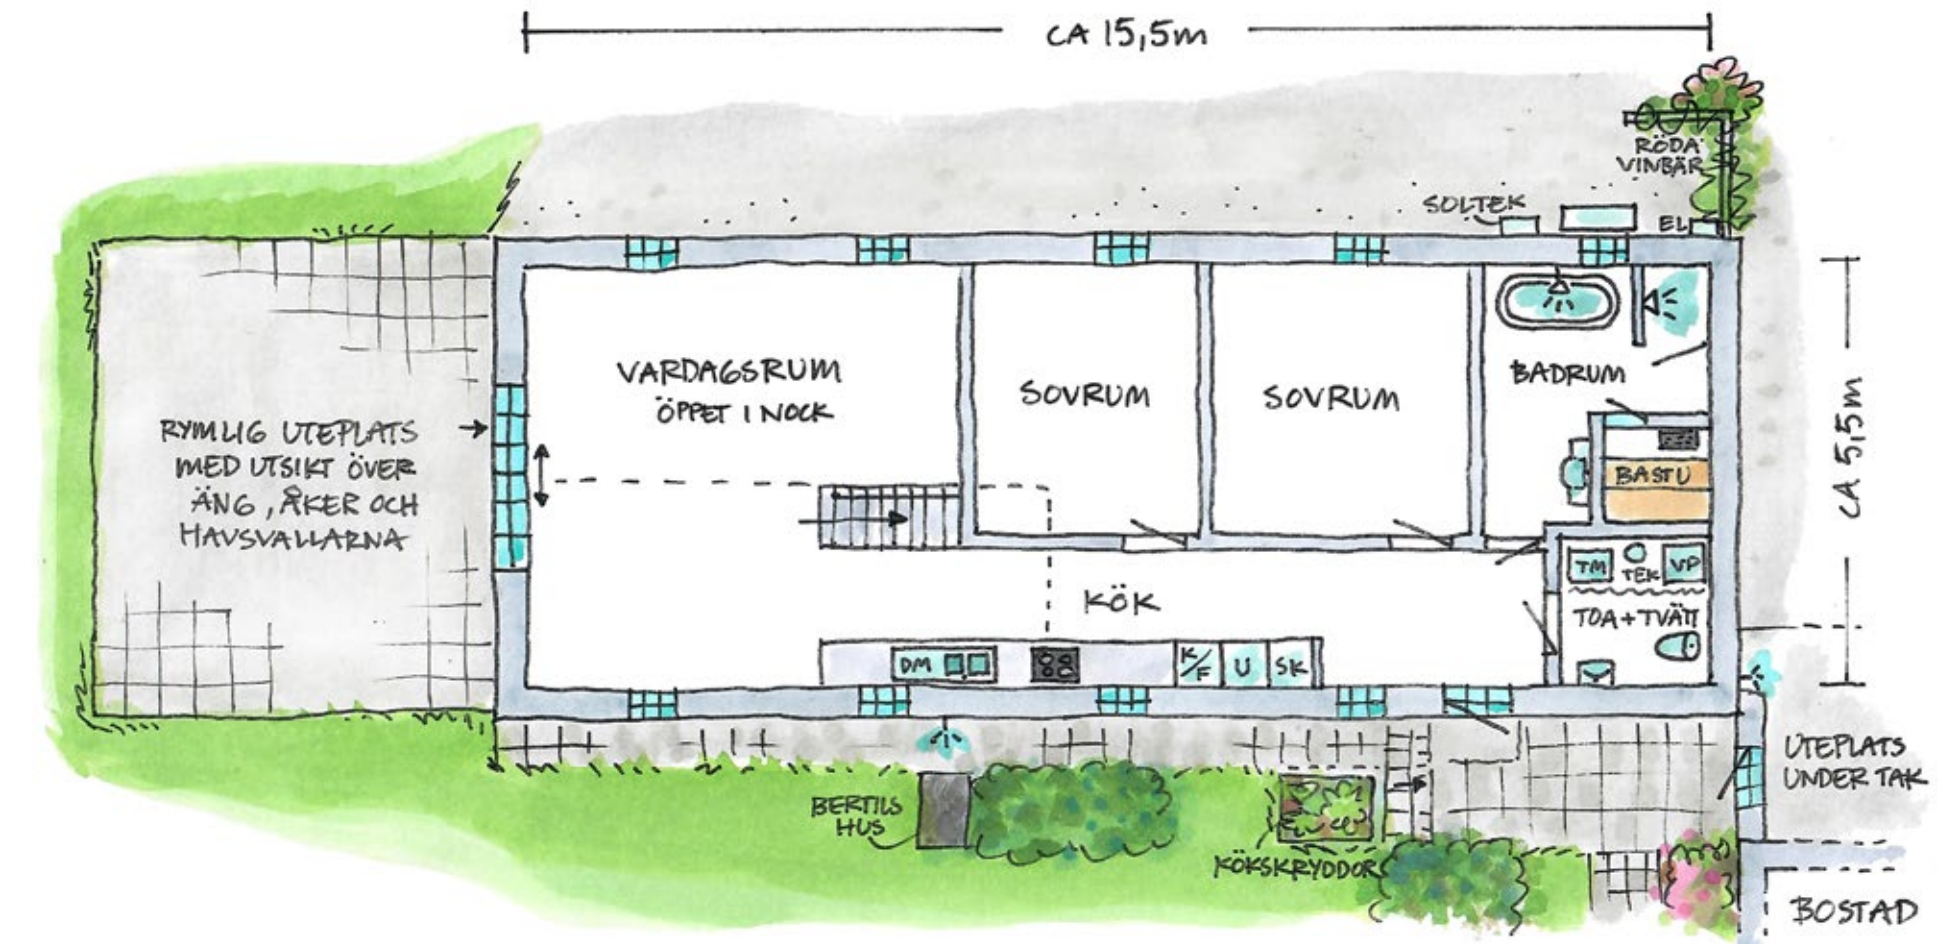 CA 15,5m
RÖDA
VINBÄR
SOLTEK
EL
VARDAGSRUM
ÖPPET I NOCK
SOVRUM
SOVRUM
BADRUM
CA 5,5m
RYMLIG UTEPLATS
MED UTSIKT ÖVER
ÄNG, ÅKER OCH
HAVSVALLARNA
BASTU
TM
TEK
VP
KÖK
TOA+TVÄTT
DM
K/F
U
SK
UTEPLATS
UNDER TAK
BERTILS
HUS
KÖKSKRYDDOR
BOSTAD